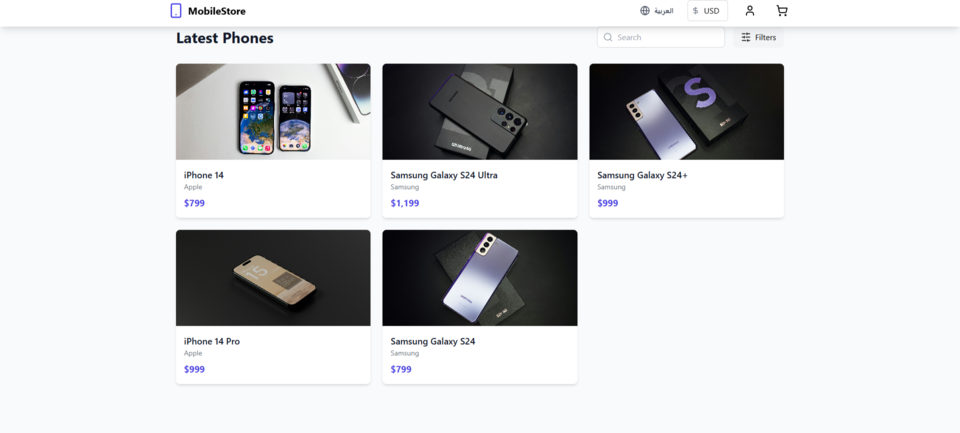 MobileStore
العربية
$ USD
Latest Phones
Search
Filters
iPhone 14
Apple
$799
Samsung Galaxy S24 Ultra
Samsung
$1,199
Samsung Galaxy S24+
Samsung
$999
iPhone 14 Pro
Apple
$999
Samsung Galaxy S24
Samsung
$799